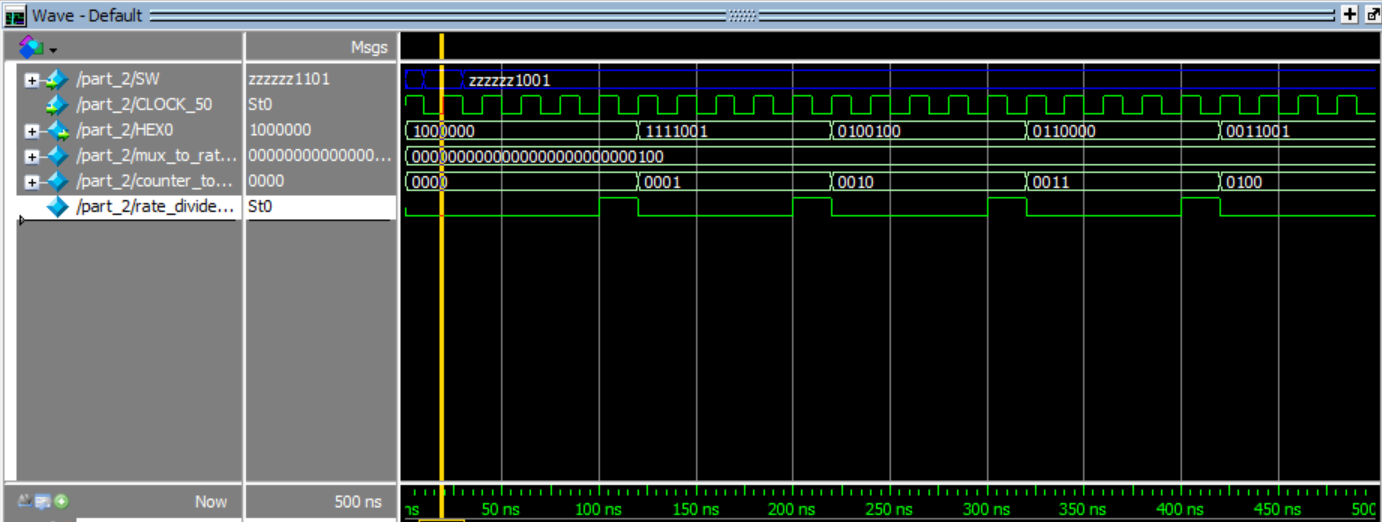 Wave - Default
Msgs
/part_2/SW zzzzzz1101 zzzzzz1001
/part_2/CLOCK_50 St0
/part_2/HEX0 1000000 1000000 1111001 0100100 0110000 0011001
/part_2/mux_to_rat... 00000000000000... 00000000000000000000000000100
/part_2/counter_to... 0000 0000 0001 0010 0011 0100
/part_2/rate_divide... St0
Now 500 ns ns 50 ns 100 ns 150 ns 200 ns 250 ns 300 ns 350 ns 400 ns 450 ns 500